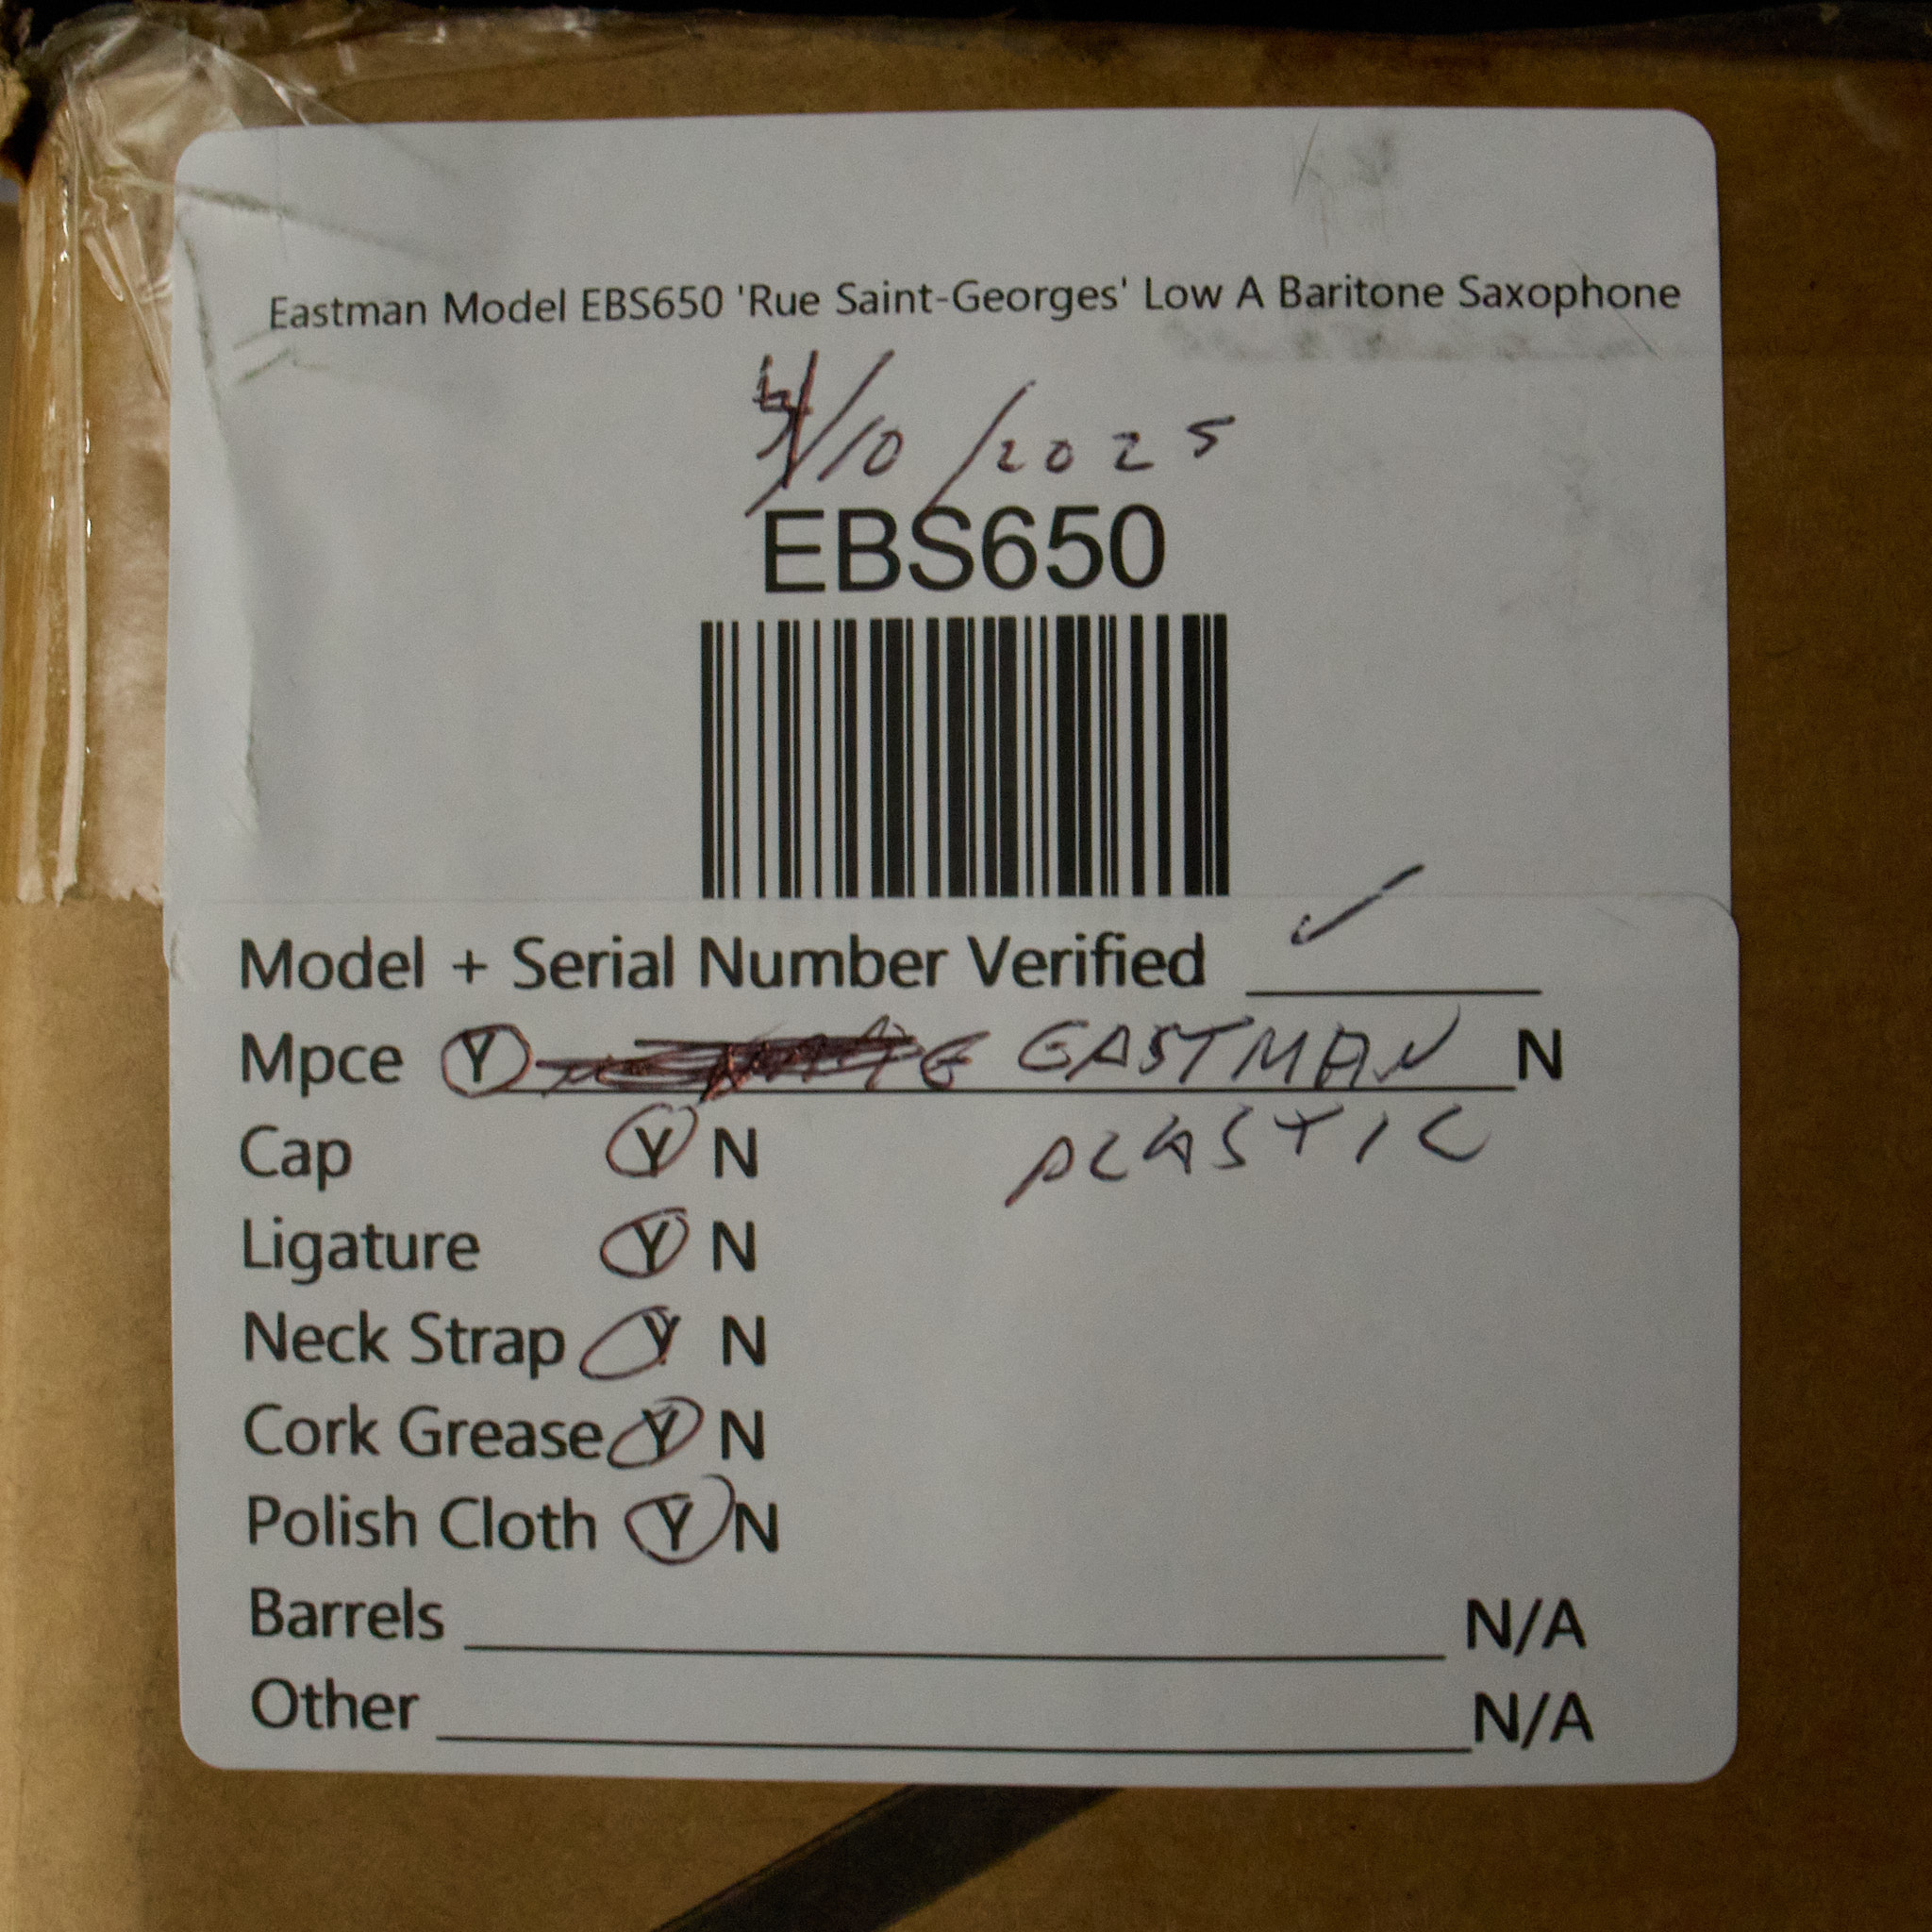 Eastman Model EBS650 'Rue Saint-Georges' Low A Baritone Saxophone
/10/2025
EBS650
Model + Serial Number Verified ✓
Mpce Y EASTMAN N
PLASTIC
Cap Y N
Ligature Y N
Neck Strap Y N
Cork Grease Y N
Polish Cloth Y N
Barrels N/A
Other N/A